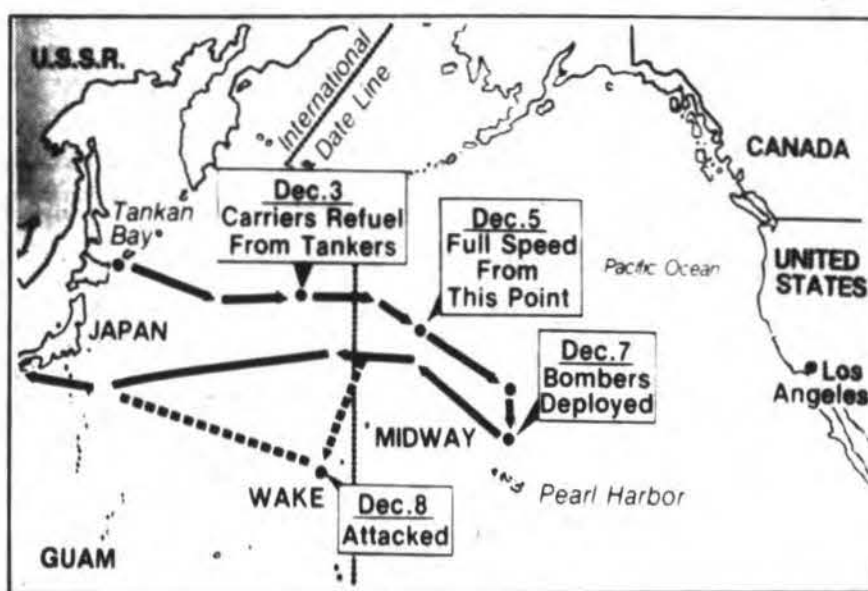 U.S.S.R.
International
Date Line
CANADA
Dec.3
Carriers Refuel
From Tankers
Dec.5
Full Speed
From
This Point
Tankan
Bay
Pacific Ocean
UNITED
STATES
JAPAN
Dec.7
Bombers
Deployed
Los
Angeles
MIDWAY
WAKE
Dec.8
Attacked
Pearl Harbor
GUAM